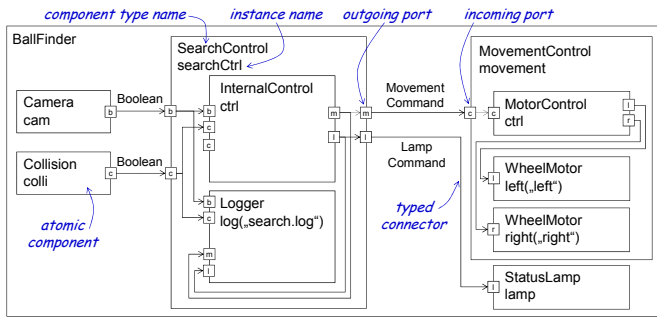 component type name
instance name
outgoing port
incoming port
BallFinder
SearchControl
searchCtrl
MovementControl
movement
InternalControl
ctrl
Movement
Command
MotorControl
ctrl
Camera
cam
Boolean
b
b
b
c
c
m
l
m
l
c
c
l
r
Collision
colli
Boolean
c
c
Lamp
Command
WheelMotor
left(„left“)
l
Logger
log(„search.log“)
b
c
m
l
atomic
component
typed
connector
WheelMotor
right(„right“)
r
StatusLamp
lamp
l